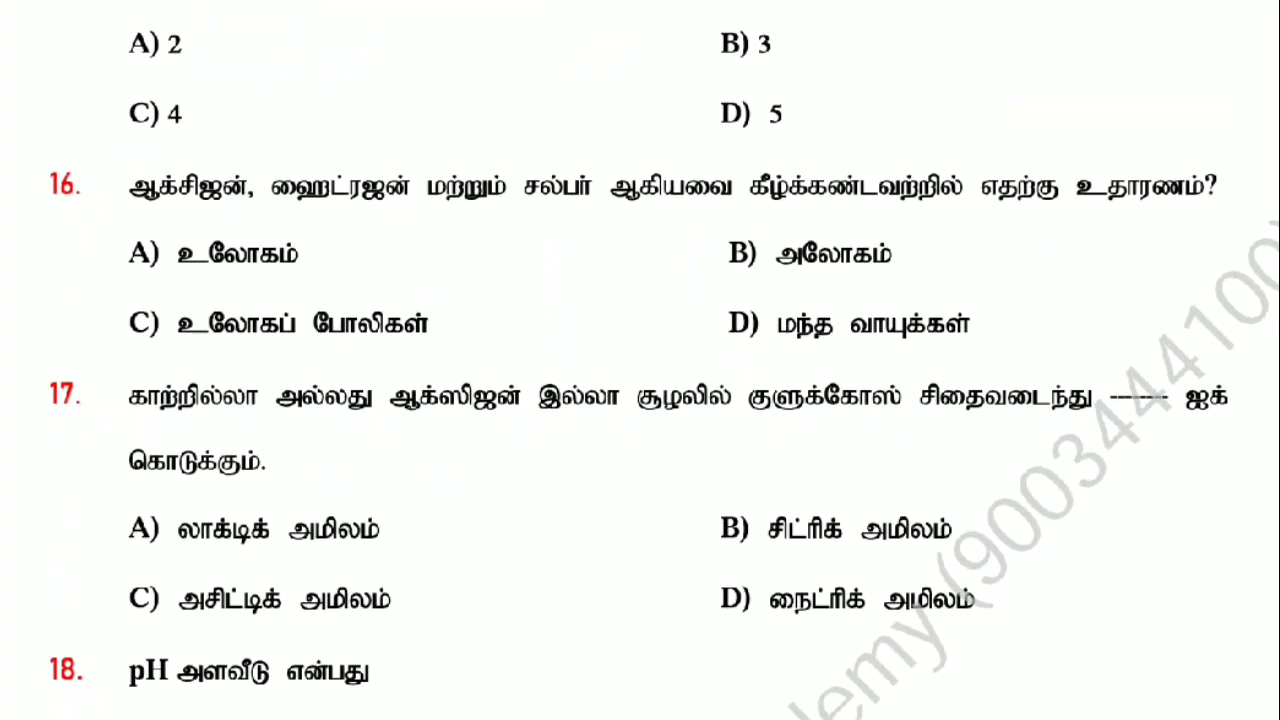 A) 2 B) 3
C) 4 D) 5
16. ஆக்சிஜன், ஹைட்ரஜன் மற்றும் சல்பர் ஆகியவை கீழ்க்கண்டவற்றில் எதற்கு உதாரணம்?
A) உலோகம் B) அலோகம்
C) உலோகப் போலிகள் D) மந்த வாயுக்கள்
17. காற்றில்லா அல்லது ஆக்ஸிஜன் இல்லா சூழலில் குளுக்கோஸ் சிதைவடைந்து ------- ஐக்
கொடுக்கும்.
A) லாக்டிக் அமிலம் B) சிட்ரிக் அமிலம்
C) அசிட்டிக் அமிலம் D) நைட்ரிக் அமிலம்
18. pH அளவீடு என்பது
demy (9003444100)